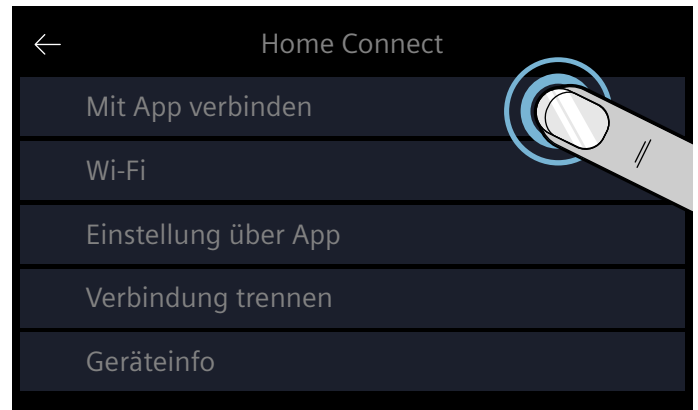 Home Connect
Mit App verbinden
Wi-Fi
Einstellung über App
Verbindung trennen
Geräteinfo